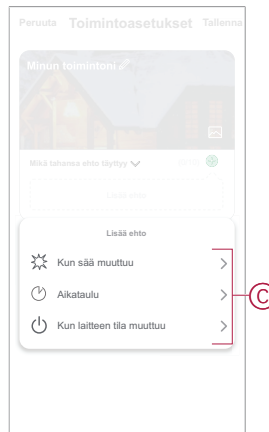 Peruuta Toimintoasetukset Tallenna
Minun toimintoni
Mikä tahansa ehto täyttyy
Lisää ehto
Lisää ehto
Kun sää muuttuu
Aikataulu
Kun laitteen tila muuttuu
C